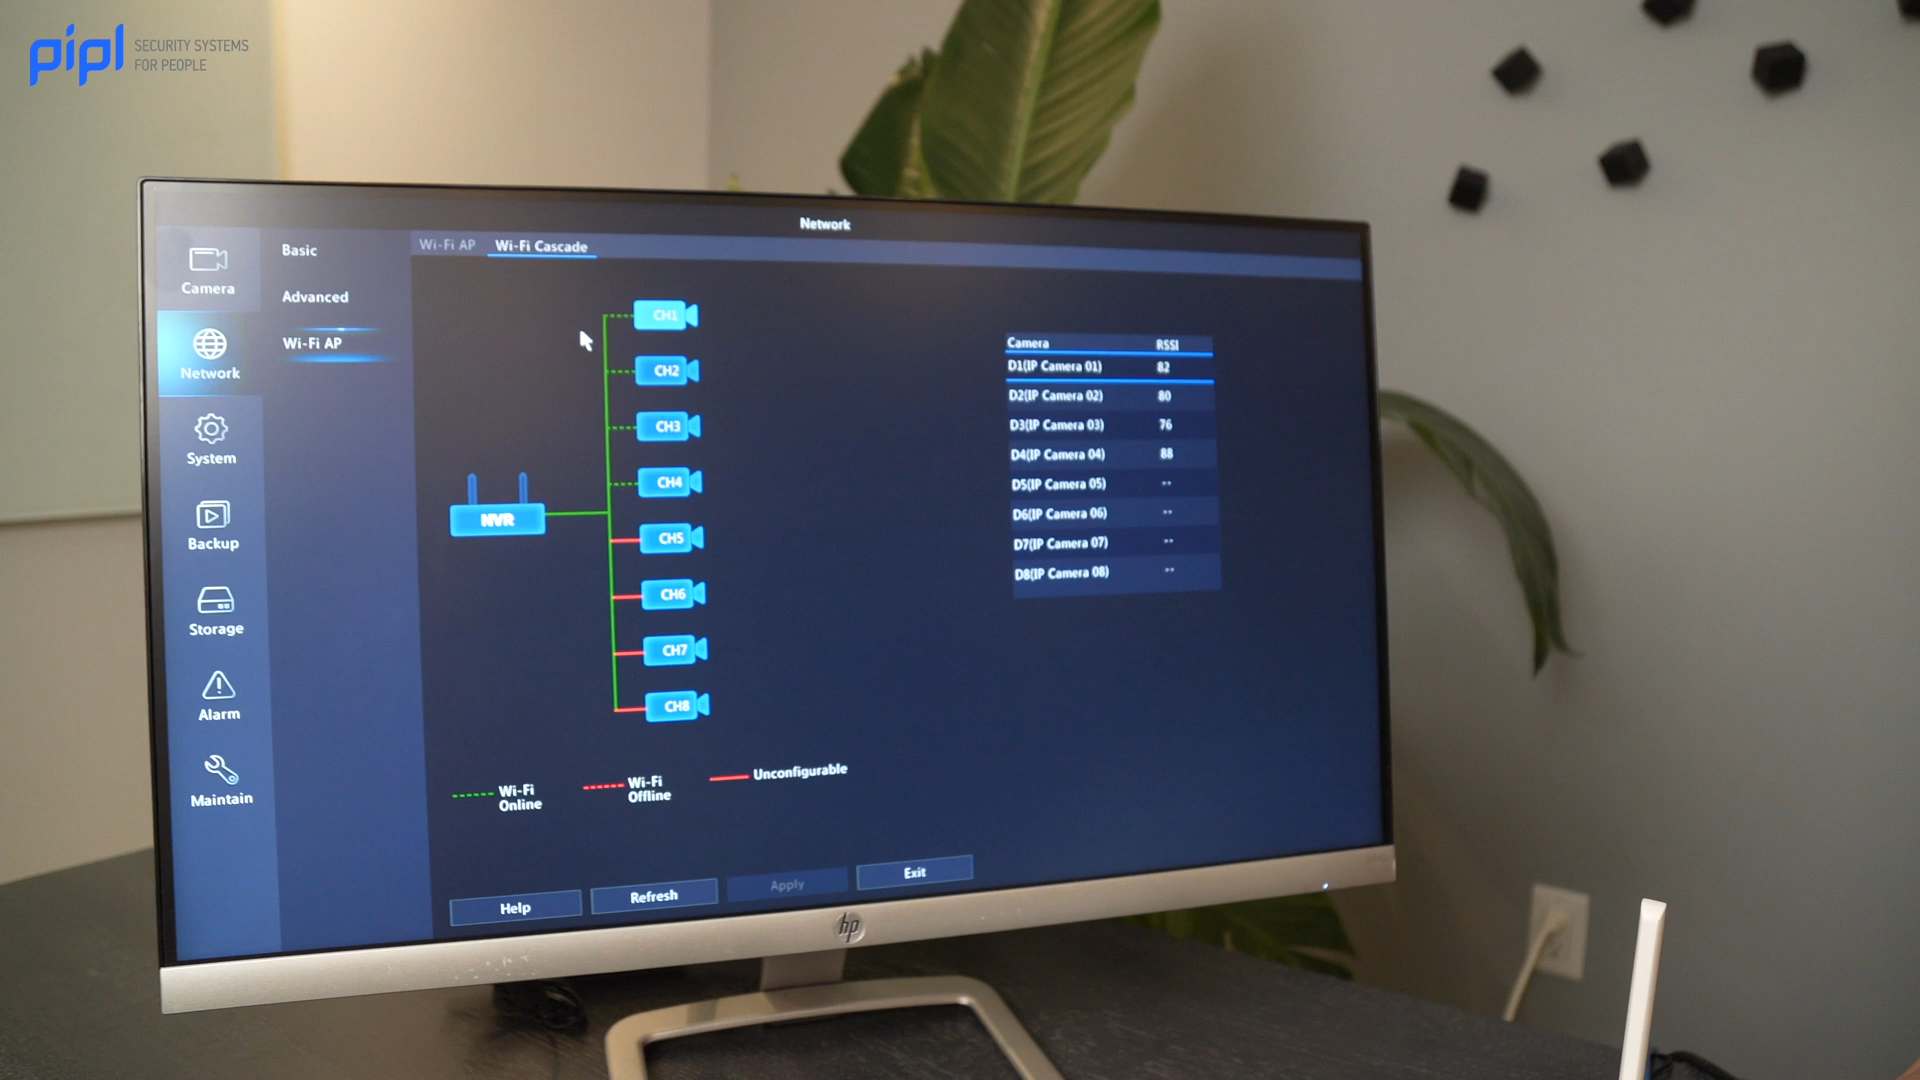 pipl SECURITY SYSTEMS
FOR PEOPLE
Network
Camera
Network
System
Backup
Storage
Alarm
Maintain
Basic
Advanced
Wi-Fi AP
Wi-Fi AP Wi-Fi Cascade
NVR
CH1
CH2
CH3
CH4
CH5
CH6
CH7
CH8
Camera RSSI
D1(IP Camera 01) 82
D2(IP Camera 02) 80
D3(IP Camera 03) 76
D4(IP Camera 04) 88
D5(IP Camera 05) --
D6(IP Camera 06) --
D7(IP Camera 07) --
D8(IP Camera 08) --
Wi-Fi
Online
Wi-Fi
Offline
Unconfigurable
Help Refresh Apply Exit
hp